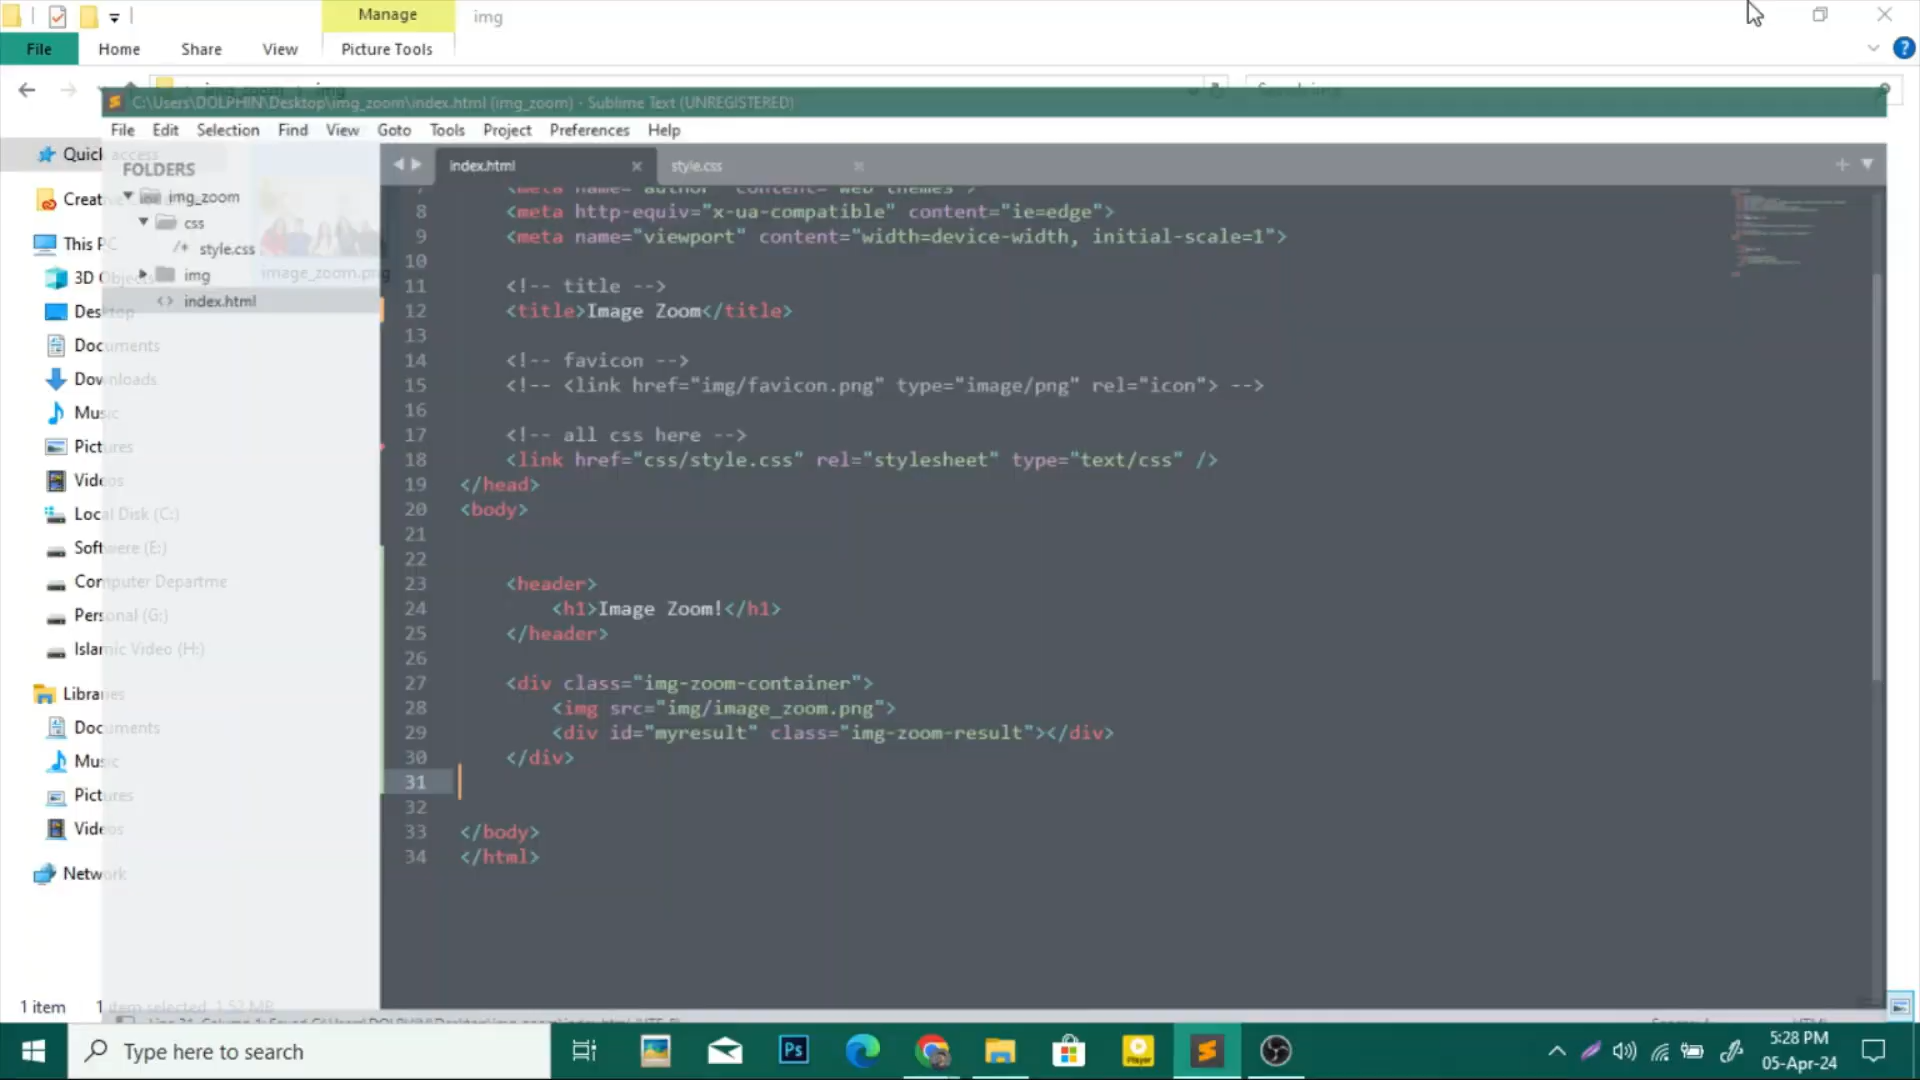 Manage
img
File
Home
Share
View
Picture Tools
C:\Users\DOLPHIN\Desktop\img_zoom\index.html (img_zoom) - Sublime Text (UNREGISTERED)
File Edit Selection Find View Goto Tools Project Preferences Help
Quick access
3D Objects
Desktop
Documents
Downloads
Music
Pictures
Videos
Local Disk (C:)
Softwere (E:)
Computer Departme
Personal (G:)
Islamic Video (H:)
Libraries
Documents
Music
Pictures
Videos
Network
This PC
image_zoom.png
FOLDERS
img_zoom
css
/* style.css
img
<> index.html
index.html
style.css
<meta name="author" content="web themes">
8 <meta http-equiv="x-ua-compatible" content="ie=edge">
9 <meta name="viewport" content="width=device-width, initial-scale=1">
10
11 <!-- title -->
12 <title>Image Zoom</title>
13
14 <!-- favicon -->
15 <!-- <link href="img/favicon.png" type="image/png" rel="icon"> -->
16
17 <!-- all css here -->
18 <link href="css/style.css" rel="stylesheet" type="text/css" />
19 </head>
20 <body>
21
22
23 <header>
24 <h1>Image Zoom!</h1>
25 </header>
26
27 <div class="img-zoom-container">
28 <img src="img/image_zoom.png">
29 <div id="myresult" class="img-zoom-result"></div>
30 </div>
31
32
33 </body>
34 </html>
1 item
1 item selected 1.52 MB
Type here to search
Ps
Player
5:28 PM
05-Apr-24